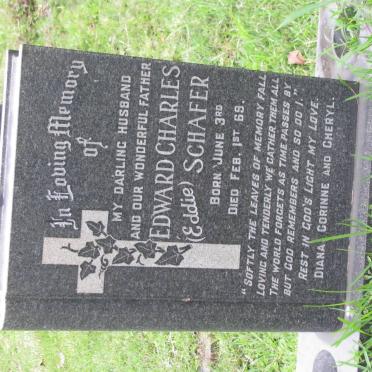 In Loving Memory
of
MY DARLING HUSBAND
AND OUR WONDERFUL FATHER
EDWARD CHARLES
(Eddie) SCHAFER
BORN JUNE 3RD
DIED FEB. 1ST 69.
"SOFTLY THE LEAVES OF MEMORY FALL
LOVING AND TENDERLY WE GATHER THEM ALL
THE WORLD FORGETS AS TIME PASSES BY
BUT GOD REMEMBERS AND SO DO I."
REST IN GOD'S LIGHT MY LOVE.
DIANA, CORINNE AND CHERYL.